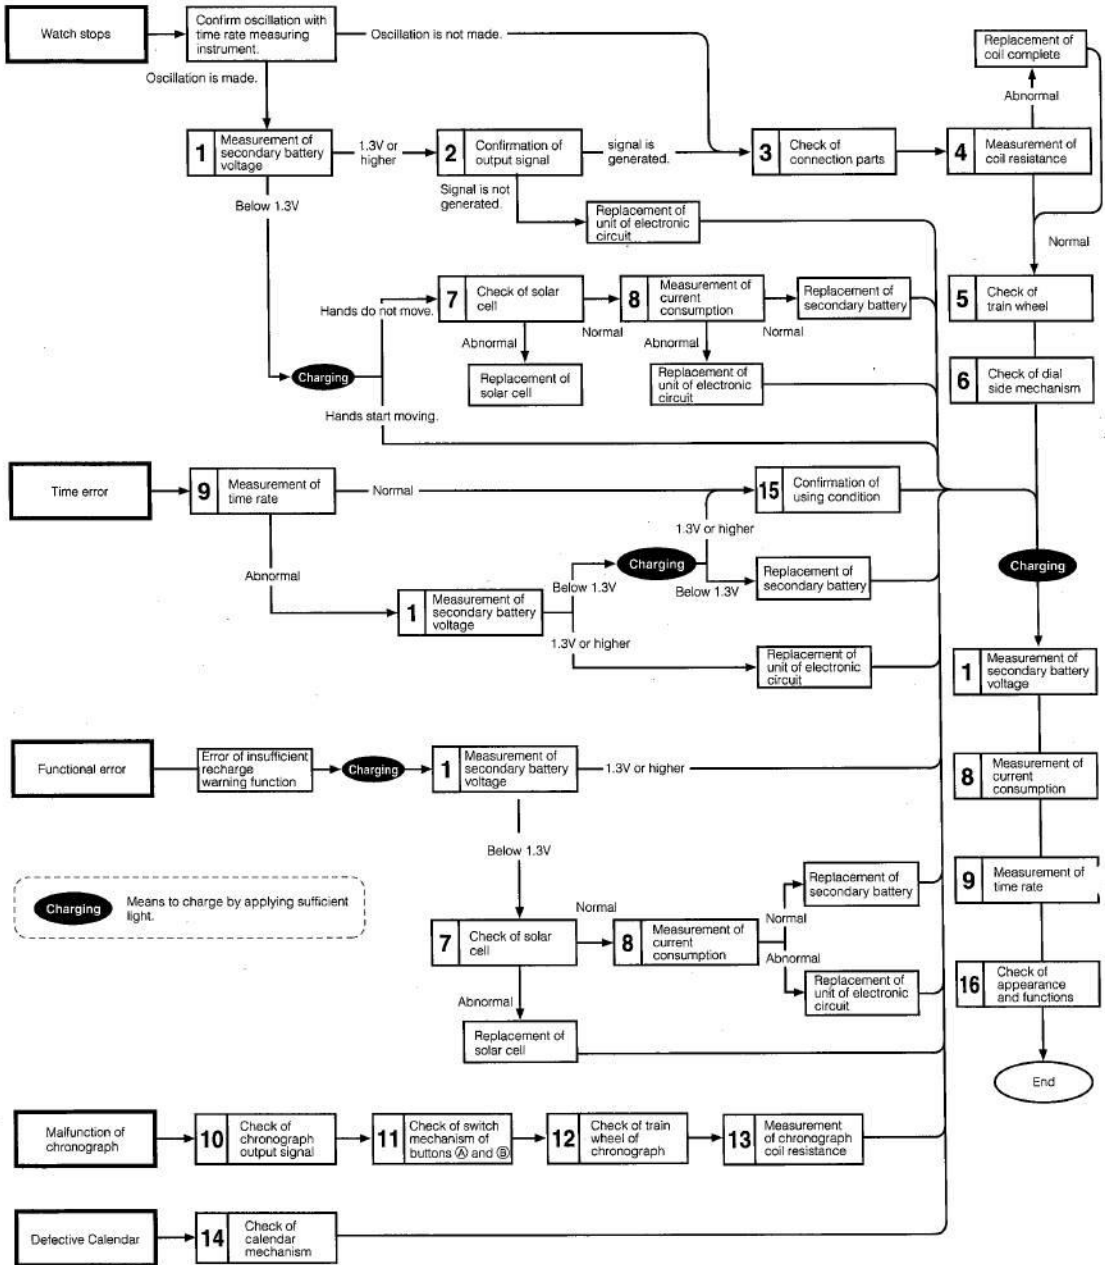 Watch stops
Confirm oscillation with
time rate measuring
instrument.
Oscillation is not made.
Oscillation is made.
Replacement of
coil complete
Abnormal
1
Measurement of
secondary battery
voltage
1.3V or
higher
2
Confirmation of
output signal
signal is
generated.
3
Check of
connection parts
4
Measurement of
coil resistance
Signal is not
generated.
Below 1.3V
Replacement of
unit of electronic
circuit
Normal
Hands do not move.
7
Check of solar
cell
Normal
8
Measurement of
current
consumption
Normal
Replacement of
secondary battery
5
Check of
train wheel
Abnormal
Abnormal
Charging
Replacement of
solar cell
Replacement of
unit of electronic
circuit
6
Check of dial
side mechanism
Hands start moving.
Time error
9
Measurement of
time rate
Normal
15
Confirmation of
using condition
1.3V or higher
Abnormal
Charging
Charging
Below 1.3V
Below 1.3V
Replacement of
secondary battery
1
Measurement of
secondary battery
voltage
1.3V or higher
Replacement of
unit of electronic
circuit
1
Measurement of
secondary battery
voltage
Functional error
Error of insufficient
recharge
warning function
Charging
1
Measurement of
secondary battery
voltage
1.3V or higher
8
Measurement of
current
consumption
Below 1.3V
Charging
Means to charge by applying sufficient
light.
7
Check of solar
cell
Normal
8
Measurement of
current
consumption
Normal
Replacement of
secondary battery
Abnormal
Replacement of
unit of electronic
circuit
9
Measurement of
time rate
Abnormal
Replacement of
solar cell
16
Check of
appearance
and functions
End
Malfunction of
chronograph
10
Check of
chronograph
output signal
11
Check of switch
mechanism of
buttons Ⓐ and Ⓑ
12
Check of train
wheel of
chronograph
13
Measurement
of chronograph
coil resistance
Defective Calendar
14
Check of
calendar
mechanism